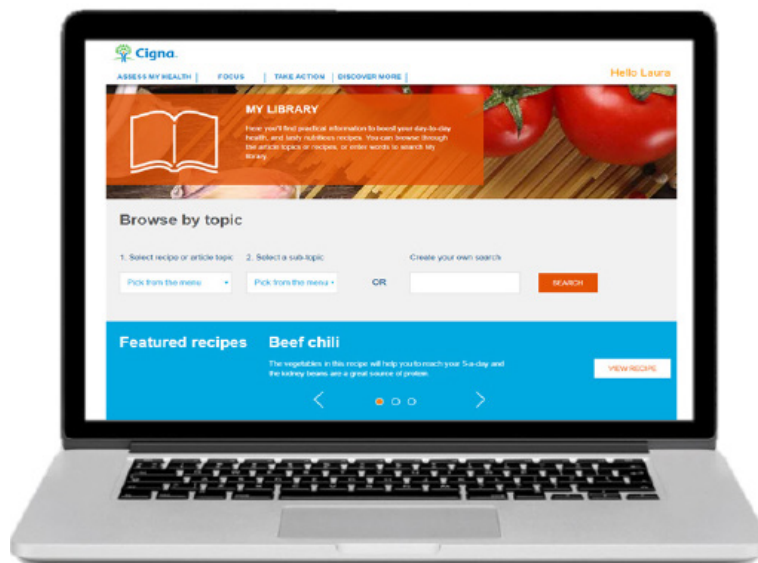 Cigna.
ASSESS MY HEALTH | FOCUS | TAKE ACTION | DISCOVER MORE |
Hello Laura
MY LIBRARY
Here you'll find practical information to boost your day-to-day
health, and tasty nutritious recipes. You can browse through
the article topics or recipes, or enter words to search My
library
Browse by topic
1. Select recipe or article topic
2. Select a sub-topic
Create your own search
Pick from the menu
Pick from the menu
OR
SEARCH
Featured recipes
Beef chili
The vegetables in this recipe will help you to reach your 5-a-day and
the kidney beans are a great source of protein.
VIEW RECIPE